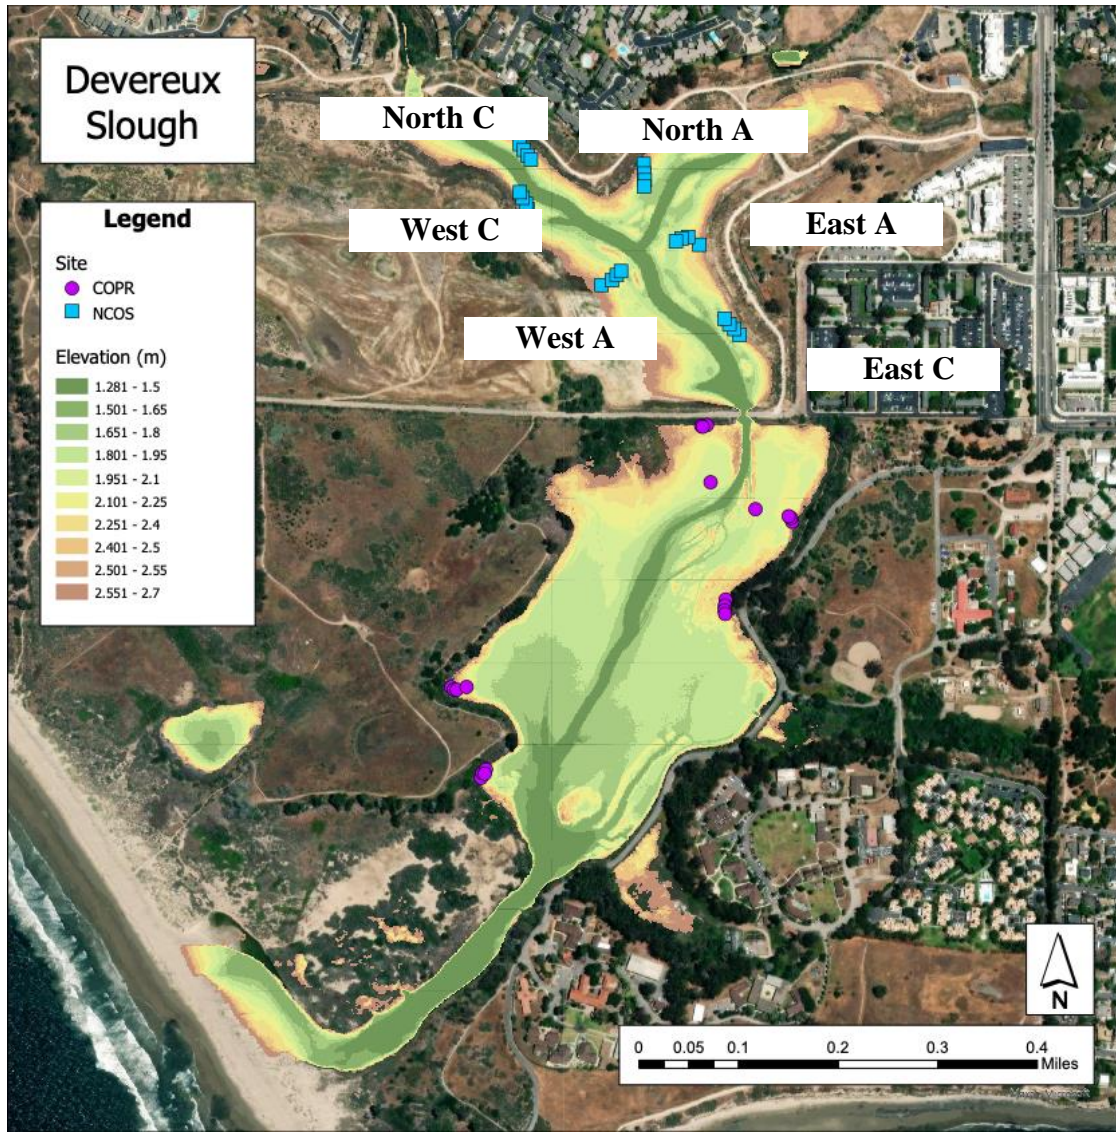 Devereux
Slough
North C
North A
West C
East A
West A
East C
Legend
Site
COPR
NCOS
Elevation (m)
1.281 - 1.5
1.501 - 1.65
1.651 - 1.8
1.801 - 1.95
1.951 - 2.1
2.101 - 2.25
2.251 - 2.4
2.401 - 2.5
2.501 - 2.55
2.551 - 2.7
N
0 0.05 0.1 0.2 0.3 0.4
Miles